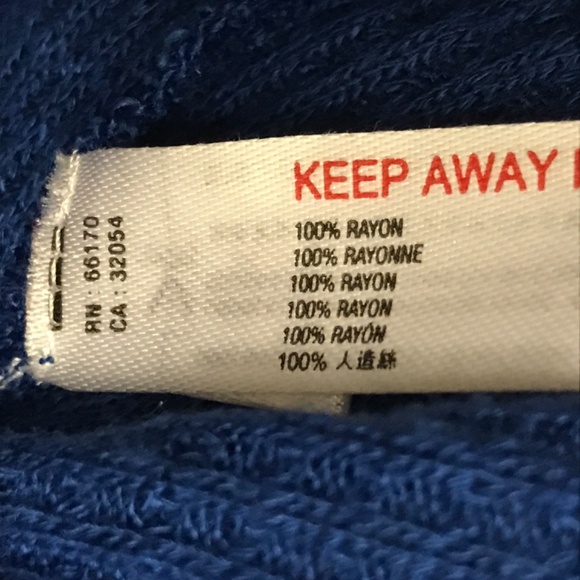 KEEP AWAY
100% RAYON
100% RAYONNE
100% RAYON
100% RAYON
100% RAYÓN
100% 人造絲
RN 66170
CA : 32054